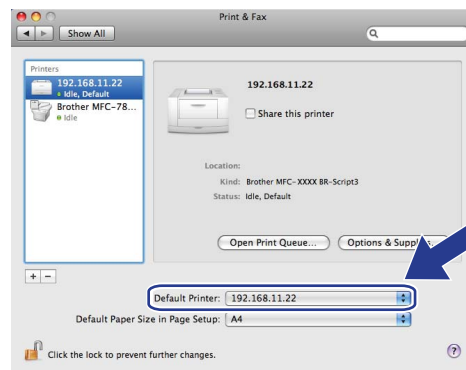 Print & Fax
Show All
Printers
192.168.11.22
Idle, Default
Brother MFC-78...
Idle
192.168.11.22
Share this printer
Location:
Kind: Brother MFC-XXXX BR-Script3
Status: Idle, Default
Open Print Queue...
Options &
+ -
Default Printer: 192.168.11.22
Default Paper Size in Page Setup: A4
Click the lock to prevent further changes.
?